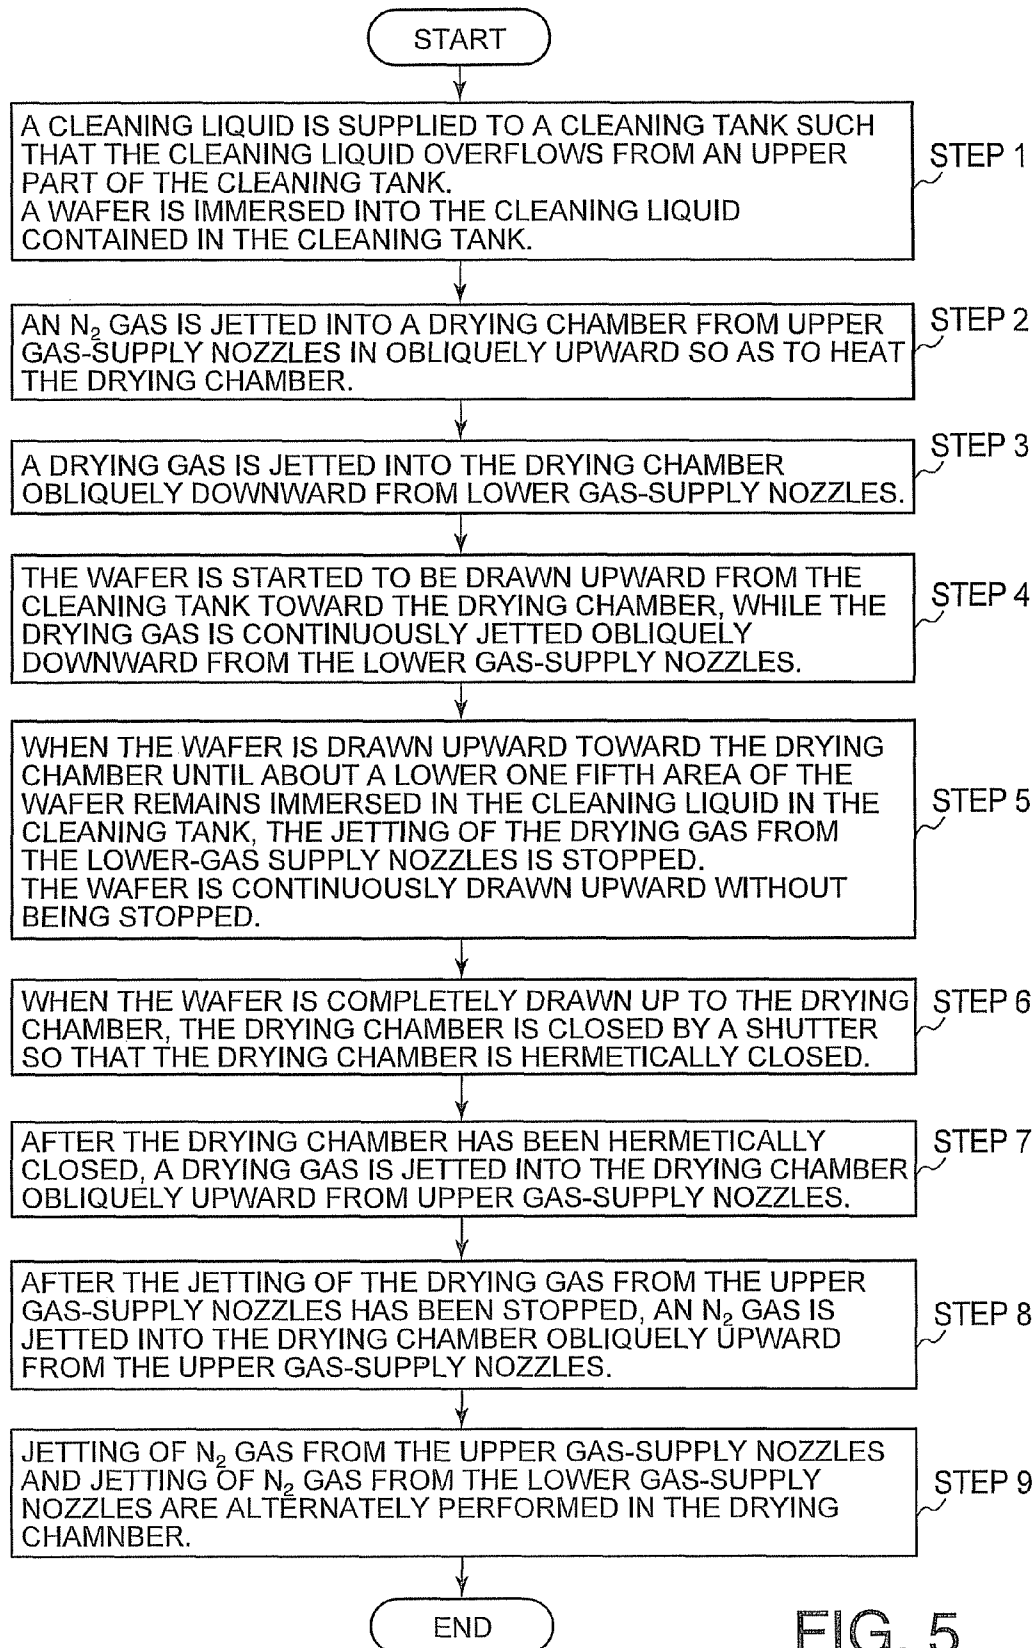 START
A CLEANING LIQUID IS SUPPLIED TO A CLEANING TANK SUCH
THAT THE CLEANING LIQUID OVERFLOWS FROM AN UPPER
PART OF THE CLEANING TANK.
A WAFER IS IMMERSED INTO THE CLEANING LIQUID
CONTAINED IN THE CLEANING TANK.
STEP 1
AN N₂ GAS IS JETTED INTO A DRYING CHAMBER FROM UPPER
GAS-SUPPLY NOZZLES IN OBLIQUELY UPWARD SO AS TO HEAT
THE DRYING CHAMBER.
STEP 2
A DRYING GAS IS JETTED INTO THE DRYING CHAMBER
OBLIQUELY DOWNWARD FROM LOWER GAS-SUPPLY NOZZLES.
STEP 3
THE WAFER IS STARTED TO BE DRAWN UPWARD FROM THE
CLEANING TANK TOWARD THE DRYING CHAMBER, WHILE THE
DRYING GAS IS CONTINUOUSLY JETTED OBLIQUELY
DOWNWARD FROM THE LOWER GAS-SUPPLY NOZZLES.
STEP 4
WHEN THE WAFER IS DRAWN UPWARD TOWARD THE DRYING
CHAMBER UNTIL ABOUT A LOWER ONE FIFTH AREA OF THE
WAFER REMAINS IMMERSED IN THE CLEANING LIQUID IN THE
CLEANING TANK, THE JETTING OF THE DRYING GAS FROM
THE LOWER-GAS SUPPLY NOZZLES IS STOPPED.
THE WAFER IS CONTINUOUSLY DRAWN UPWARD WITHOUT
BEING STOPPED.
STEP 5
WHEN THE WAFER IS COMPLETELY DRAWN UP TO THE DRYING
CHAMBER, THE DRYING CHAMBER IS CLOSED BY A SHUTTER
SO THAT THE DRYING CHAMBER IS HERMETICALLY CLOSED.
STEP 6
AFTER THE DRYING CHAMBER HAS BEEN HERMETICALLY
CLOSED, A DRYING GAS IS JETTED INTO THE DRYING CHAMBER
OBLIQUELY UPWARD FROM UPPER GAS-SUPPLY NOZZLES.
STEP 7
AFTER THE JETTING OF THE DRYING GAS FROM THE UPPER
GAS-SUPPLY NOZZLES HAS BEEN STOPPED, AN N₂ GAS IS
JETTED INTO THE DRYING CHAMBER OBLIQUELY UPWARD
FROM THE UPPER GAS-SUPPLY NOZZLES.
STEP 8
JETTING OF N₂ GAS FROM THE UPPER GAS-SUPPLY NOZZLES
AND JETTING OF N₂ GAS FROM THE LOWER GAS-SUPPLY
NOZZLES ARE ALTERNATELY PERFORMED IN THE DRYING
CHAMNBER.
STEP 9
END
FIG. 5